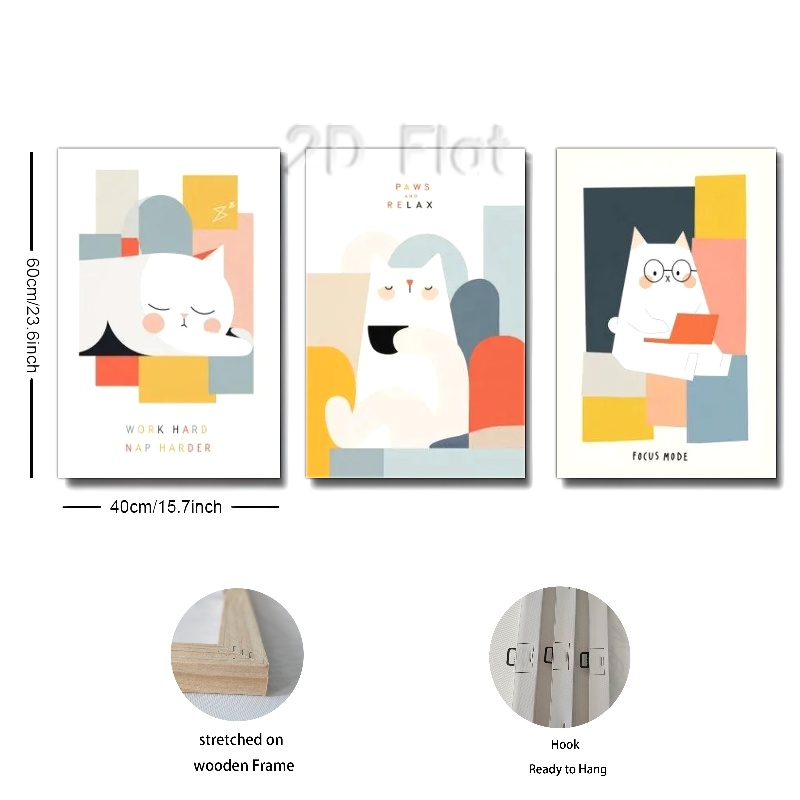 2D Flat
PAWS
AND
RELAX
Zz
WORK HARD
NAP HARDER
FOCUS MODE
60cm/23.6inch
40cm/15.7inch
stretched on
wooden Frame
Hook
Ready to Hang